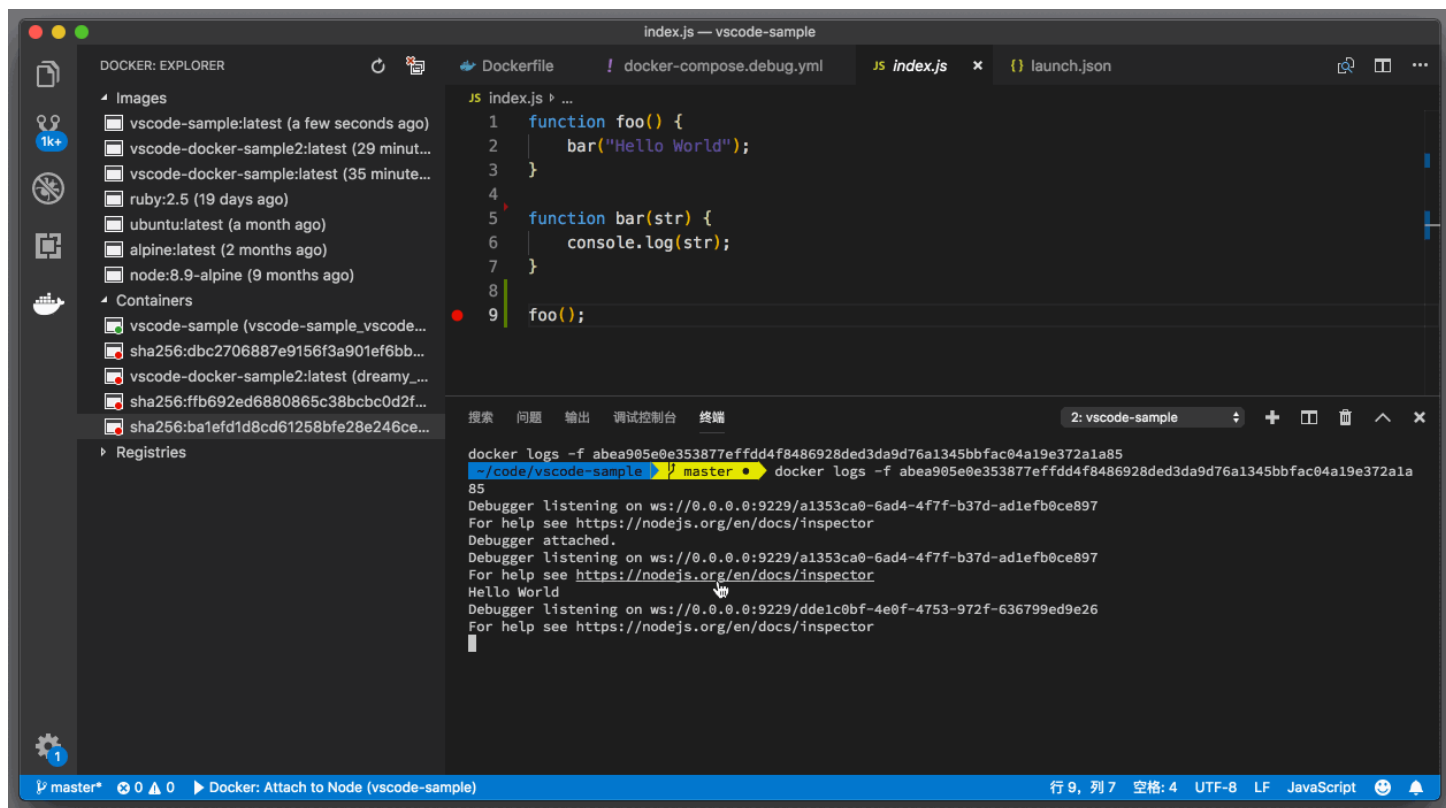 index.js — vscode-sample
DOCKER: EXPLORER
Images
vscode-sample:latest (a few seconds ago)
vscode-docker-sample2:latest (29 minut...
vscode-docker-sample:latest (35 minute...
ruby:2.5 (19 days ago)
ubuntu:latest (a month ago)
alpine:latest (2 months ago)
node:8.9-alpine (9 months ago)
Containers
vscode-sample (vscode-sample_vscode...
sha256:dbc2706887e9156f3a901ef6bb...
vscode-docker-sample2:latest (dreamy_...
sha256:ffb692ed6880865c38bcbc0d2f...
sha256:ba1efd1d8cd61258bfe28e246ce...
Registries
1k+
1
Dockerfile ! docker-compose.debug.yml JS index.js × {} launch.json ...
JS index.js ...
1 function foo() {
2 bar("Hello World");
3 }
4
5 function bar(str) {
6 console.log(str);
7 }
8
9 foo();
搜索 问题 输出 调试控制台 终端 2: vscode-sample
docker logs -f abea905e0e353877effdd4f8486928ded3da9d76a1345bbfac04a19e372a1a85
~/code/vscode-sample master ● docker logs -f abea905e0e353877effdd4f8486928ded3da9d76a1345bbfac04a19e372a1a
85
Debugger listening on ws://0.0.0.0:9229/a1353ca0-6ad4-4f7f-b37d-ad1efb0ce897
For help see https://nodejs.org/en/docs/inspector
Debugger attached.
Debugger listening on ws://0.0.0.0:9229/a1353ca0-6ad4-4f7f-b37d-ad1efb0ce897
For help see https://nodejs.org/en/docs/inspector
Hello World
Debugger listening on ws://0.0.0.0:9229/dde1c0bf-4e0f-4753-972f-636799ed9e26
For help see https://nodejs.org/en/docs/inspector
master* 0 0 Docker: Attach to Node (vscode-sample) 行 9, 列 7 空格: 4 UTF-8 LF JavaScript